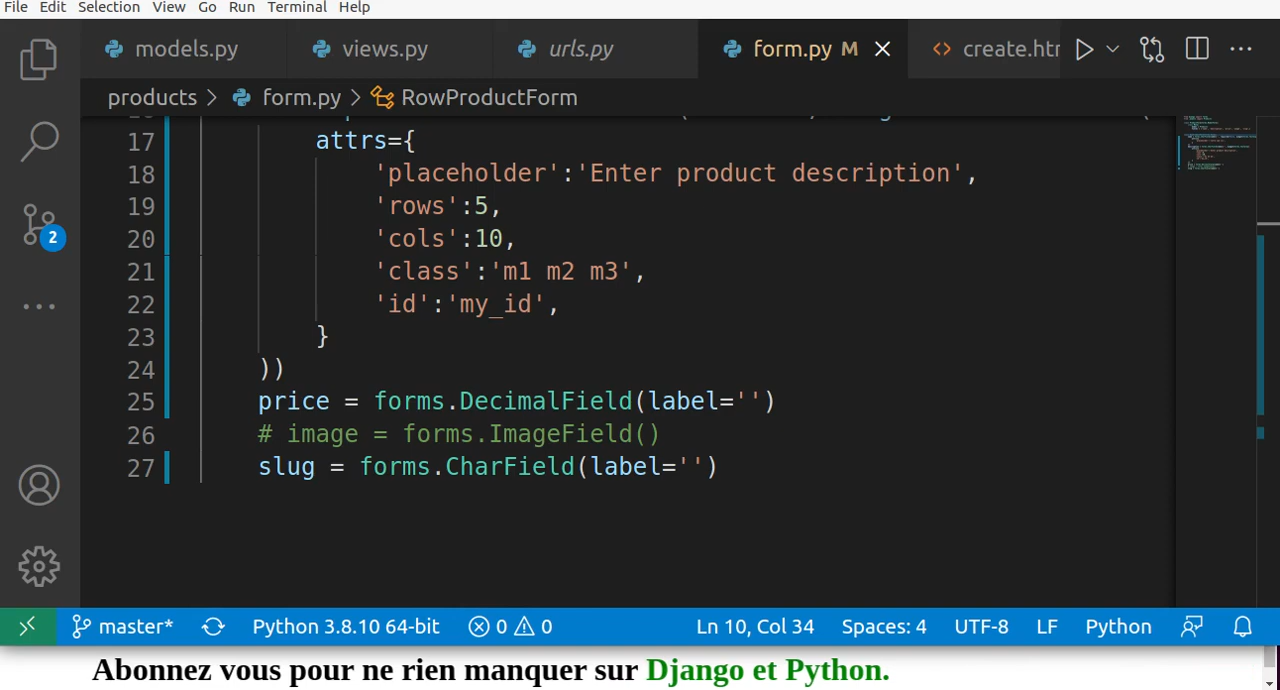 File Edit Selection View Go Run Terminal Help
models.py views.py urls.py form.py M create.htr
products form.py RowProductForm
17 attrs={
18 'placeholder':'Enter product description',
19 'rows':5,
20 'cols':10,
21 'class':'m1 m2 m3',
22 'id':'my_id',
23 }
24 ))
25 price = forms.DecimalField(label='')
26 # image = forms.ImageField()
27 slug = forms.CharField(label='')
2
master* Python 3.8.10 64-bit 0 0 Ln 10, Col 34 Spaces: 4 UTF-8 LF Python
Abonnez vous pour ne rien manquer sur Django et Python.